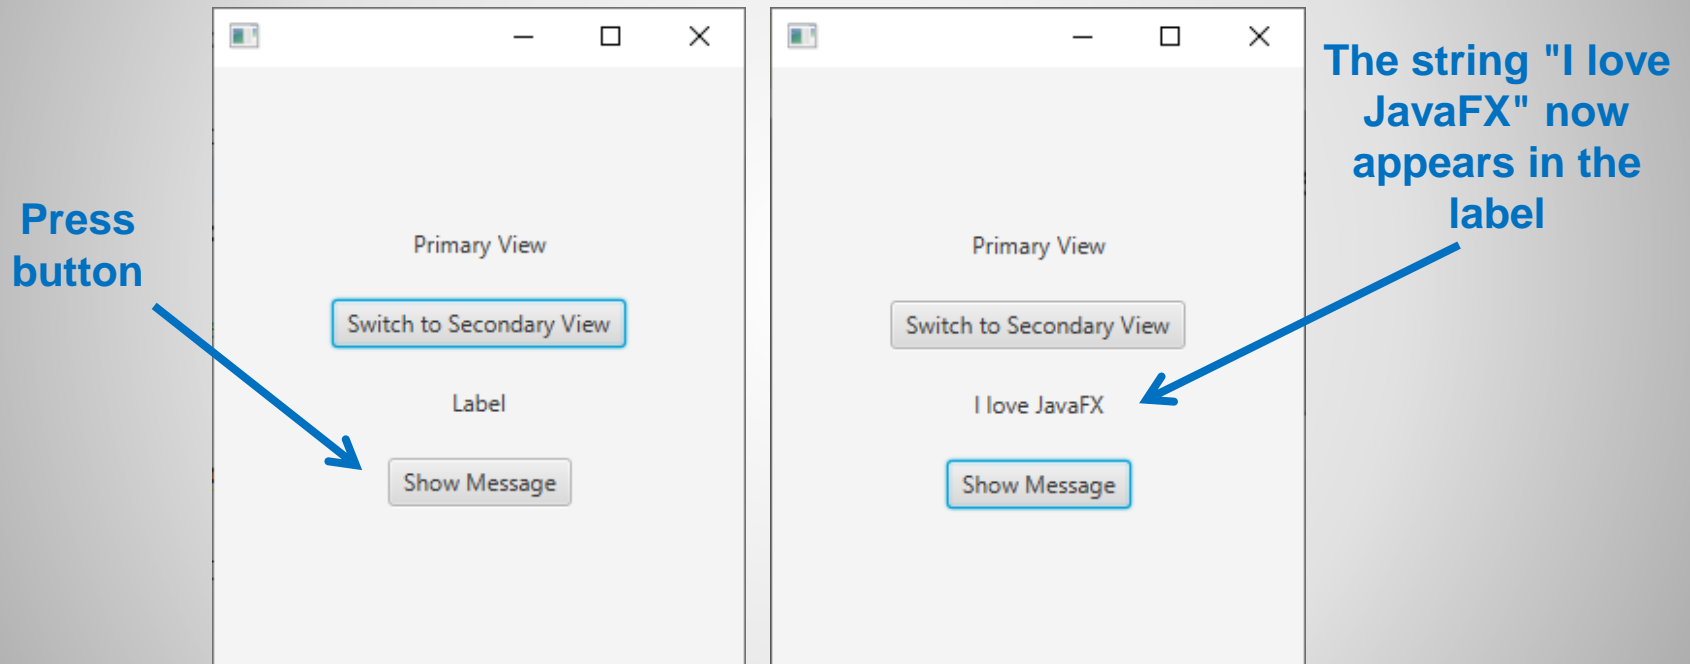 Press
button
Primary View
Switch to Secondary View
Label
Show Message
Primary View
Switch to Secondary View
I love JavaFX
Show Message
The string "I love
JavaFX" now
appears in the
label